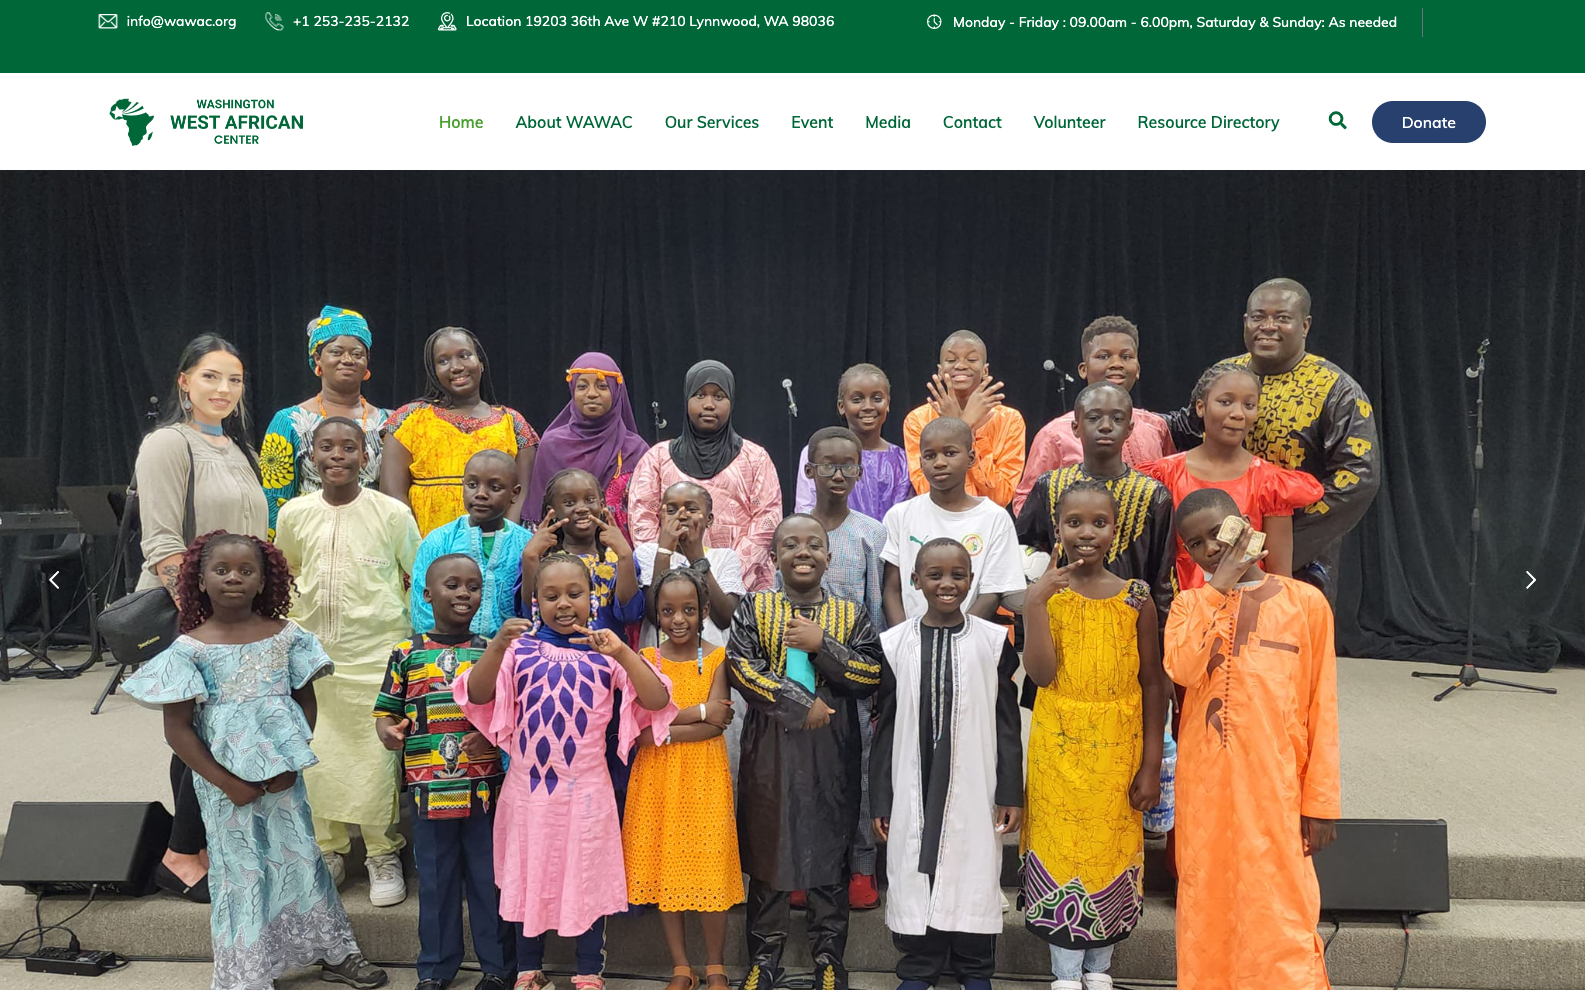 info@wawac.org
+1 253-235-2132
Location 19203 36th Ave W #210 Lynnwood, WA 98036
Monday - Friday : 09.00am - 6.00pm, Saturday & Sunday: As needed
WASHINGTON
WEST AFRICAN
CENTER
Home
About WAWAC
Our Services
Event
Media
Contact
Volunteer
Resource Directory
Donate